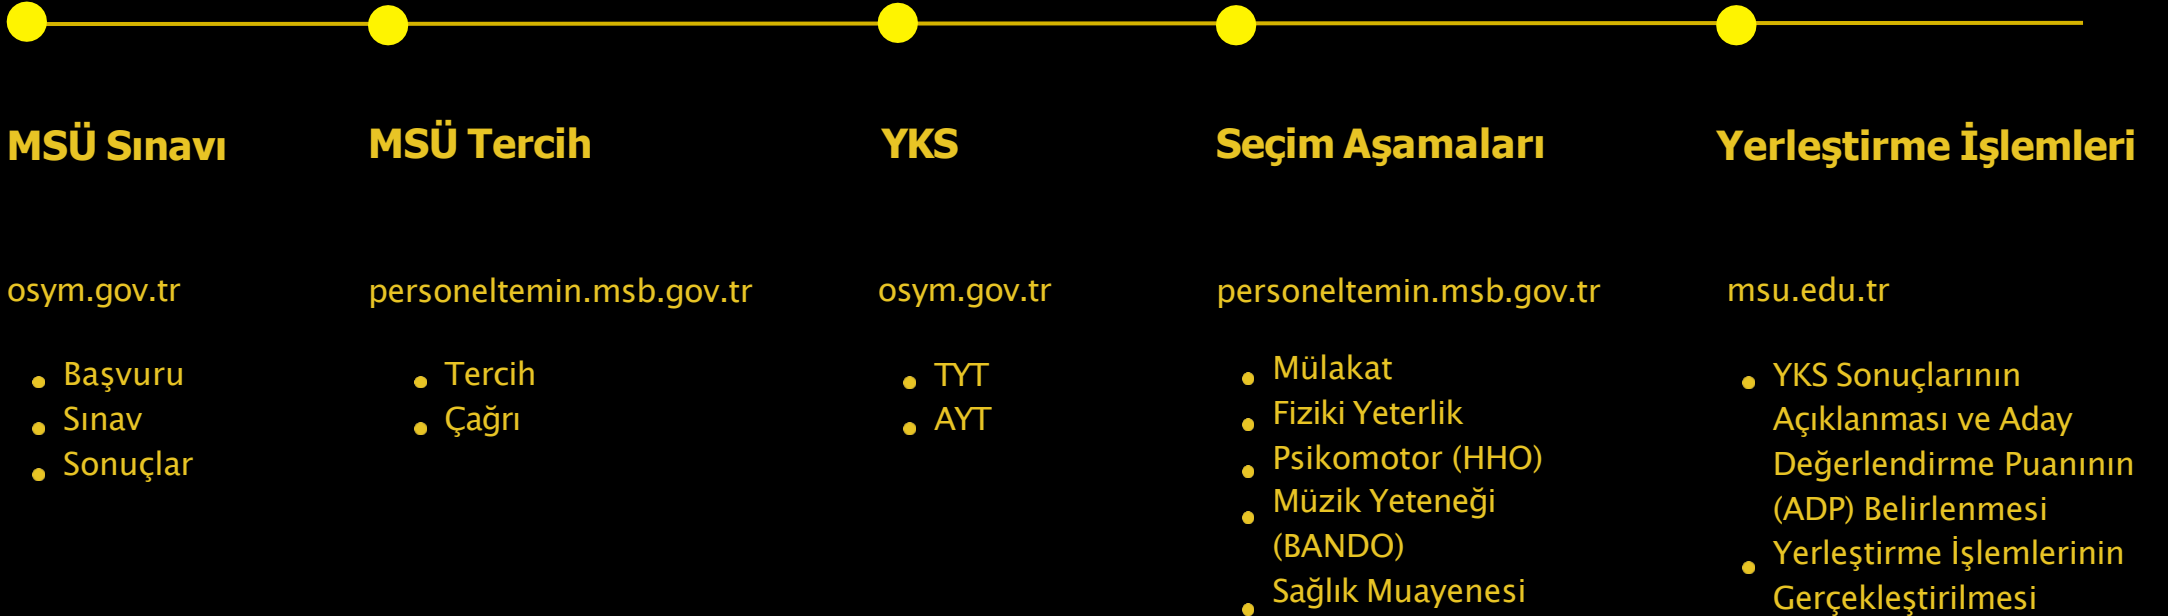 MSÜ Sınavı
osym.gov.tr
Başvuru
Sınav
Sonuçlar
MSÜ Tercih
personeltemin.msb.gov.tr
Tercih
Çağrı
YKS
osym.gov.tr
TYT
AYT
Seçim Aşamaları
personeltemin.msb.gov.tr
Mülakat
Fiziki Yeterlik
Psikomotor (HHO)
Müzik Yeteneği
(BANDO)
Sağlık Muayenesi
Yerleştirme İşlemleri
msu.edu.tr
YKS Sonuçlarının
Açıklanması ve Aday
Değerlendirme Puanının
(ADP) Belirlenmesi
Yerleştirme İşlemlerinin
Gerçekleştirilmesi